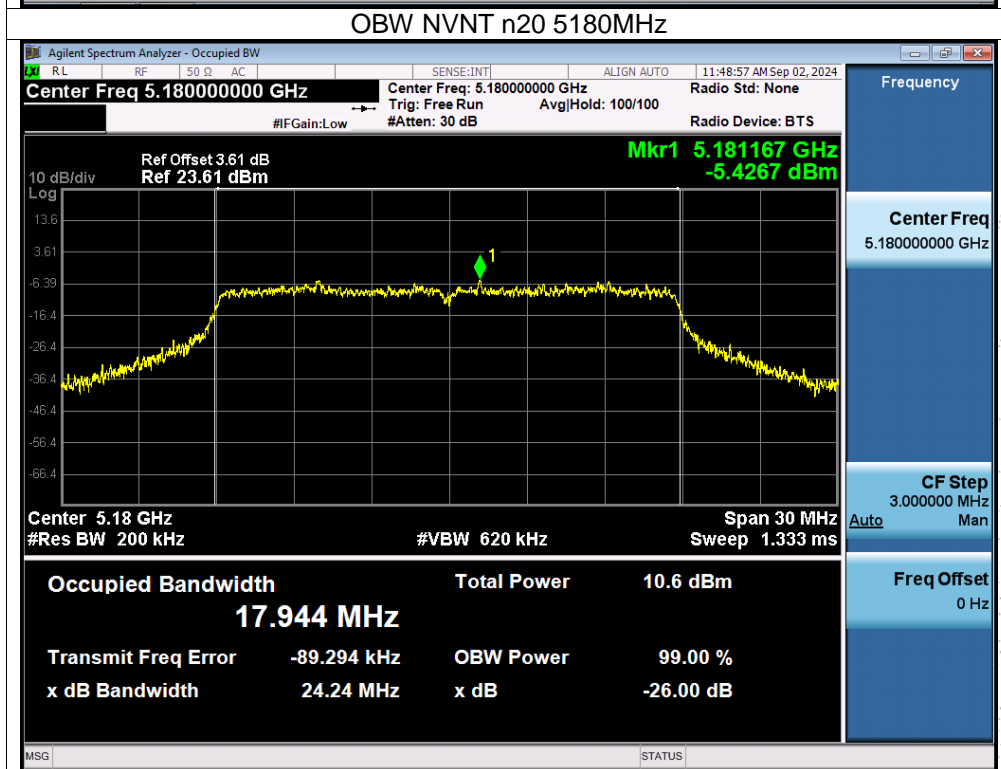 OBW NVNT n20 5180MHz
Agilent Spectrum Analyzer - Occupied BW
LXI RL RF 50 Ω AC SENSE:INT ALIGN AUTO 11:48:57 AM Sep 02, 2024
Center Freq 5.180000000 GHz
Center Freq: 5.180000000 GHz
Radio Std: None
Trig: Free Run Avg|Hold: 100/100
#IFGain:Low #Atten: 30 dB Radio Device: BTS
Mkr1 5.181167 GHz
-5.4267 dBm
Ref Offset 3.61 dB
10 dB/div Ref 23.61 dBm
Log
13.6
3.61
-6.39
-16.4
-26.4
-36.4
-46.4
-56.4
-66.4
1
Center 5.18 GHz Span 30 MHz
#Res BW 200 kHz #VBW 620 kHz Sweep 1.333 ms
Occupied Bandwidth Total Power 10.6 dBm
17.944 MHz
Transmit Freq Error -89.294 kHz OBW Power 99.00 %
x dB Bandwidth 24.24 MHz x dB -26.00 dB
Frequency
Center Freq
5.180000000 GHz
CF Step
3.000000 MHz
Auto Man
Freq Offset
0 Hz
MSG STATUS